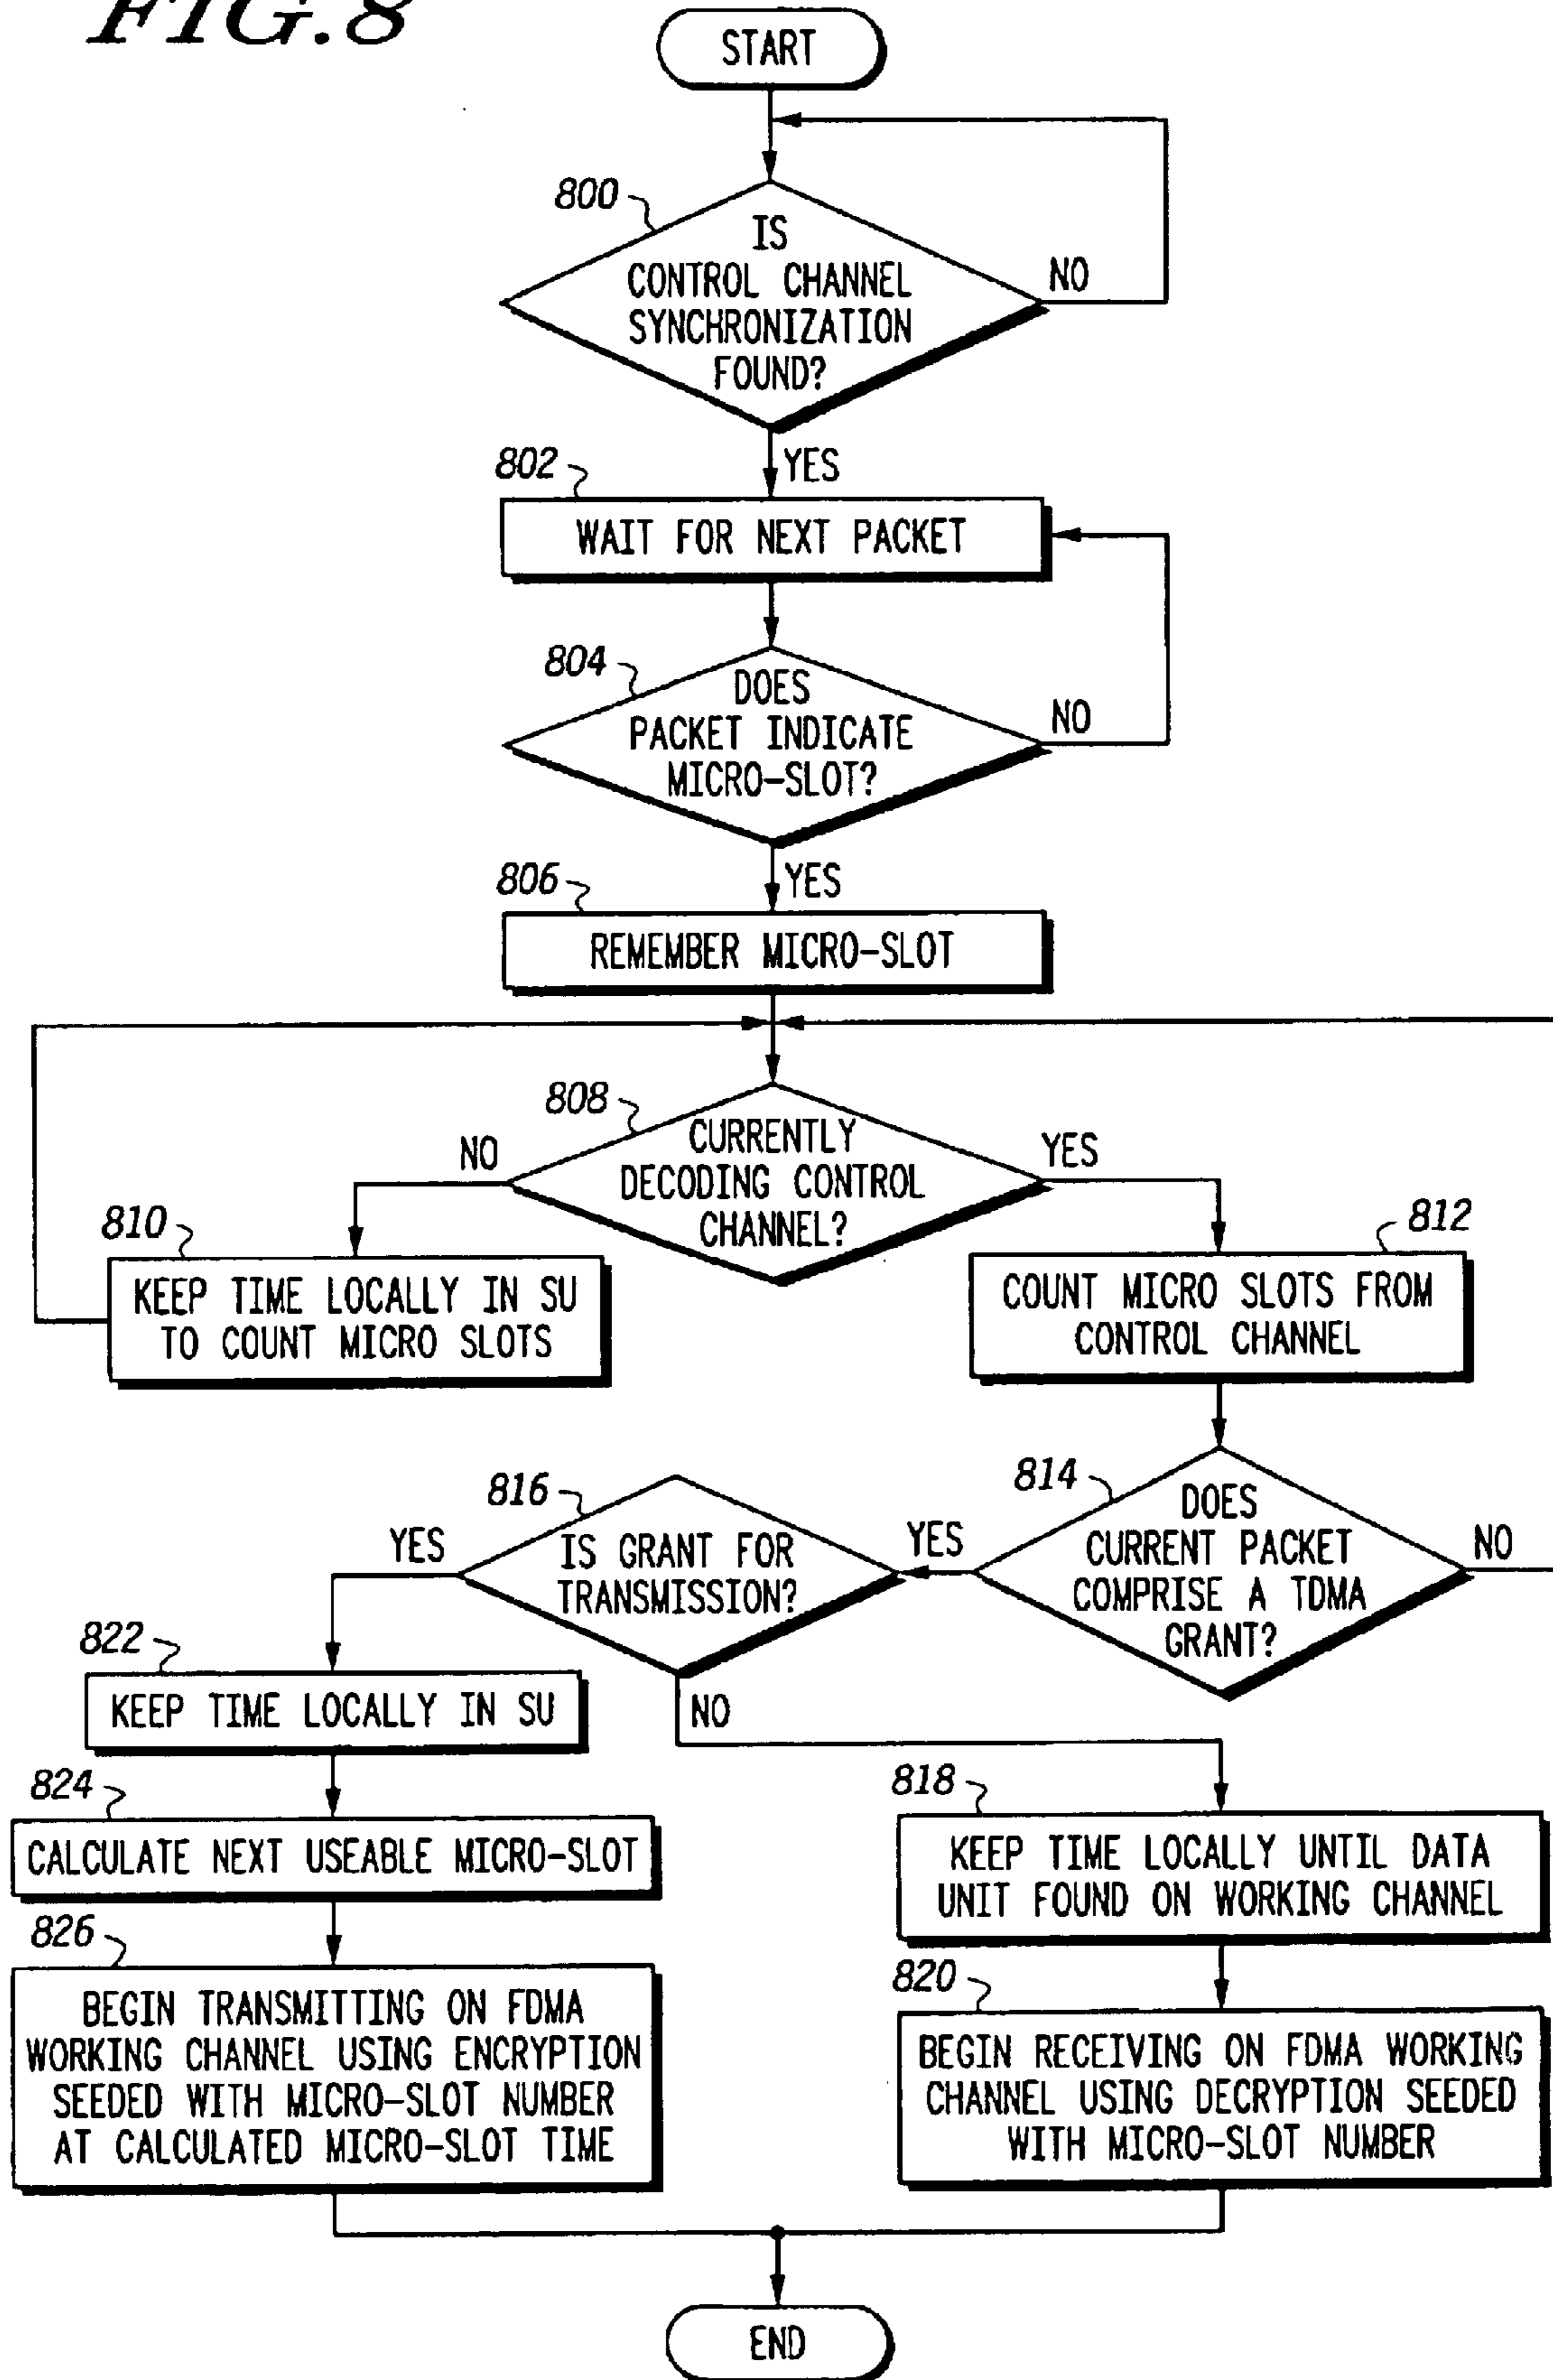 FIG.8
START
800
IS
CONTROL CHANNEL
SYNCHRONIZATION
FOUND?
NO
YES
802
WAIT FOR NEXT PACKET
804
DOES
PACKET INDICATE
MICRO-SLOT?
NO
YES
806
REMEMBER MICRO-SLOT
808
CURRENTLY
DECODING CONTROL
CHANNEL?
NO
YES
810
KEEP TIME LOCALLY IN SU
TO COUNT MICRO SLOTS
812
COUNT MICRO SLOTS FROM
CONTROL CHANNEL
814
DOES
CURRENT PACKET
COMPRISE A TDMA
GRANT?
NO
YES
816
IS GRANT FOR
TRANSMISSION?
YES
NO
822
KEEP TIME LOCALLY IN SU
824
CALCULATE NEXT USEABLE MICRO-SLOT
826
BEGIN TRANSMITTING ON FDMA
WORKING CHANNEL USING ENCRYPTION
SEEDED WITH MICRO-SLOT NUMBER
AT CALCULATED MICRO-SLOT TIME
818
KEEP TIME LOCALLY UNTIL DATA
UNIT FOUND ON WORKING CHANNEL
820
BEGIN RECEIVING ON FDMA WORKING
CHANNEL USING DECRYPTION SEEDED
WITH MICRO-SLOT NUMBER
END